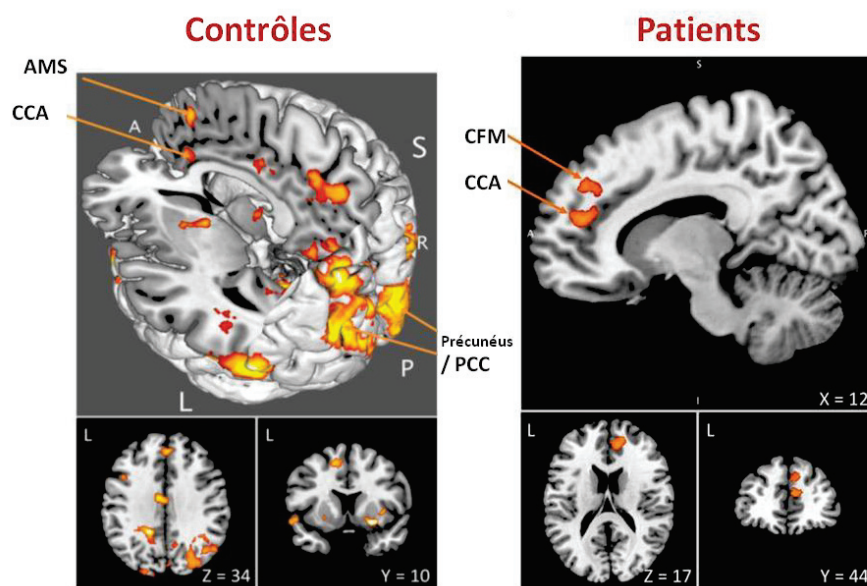 Contrôles
AMS
CCA
A
S
R
P
L
Précunéus
/ PCC
L
Z = 34
L
Y = 10
Patients
S
CFM
CCA
A
P
I
X = 12
L
Z = 17
L
Y = 44